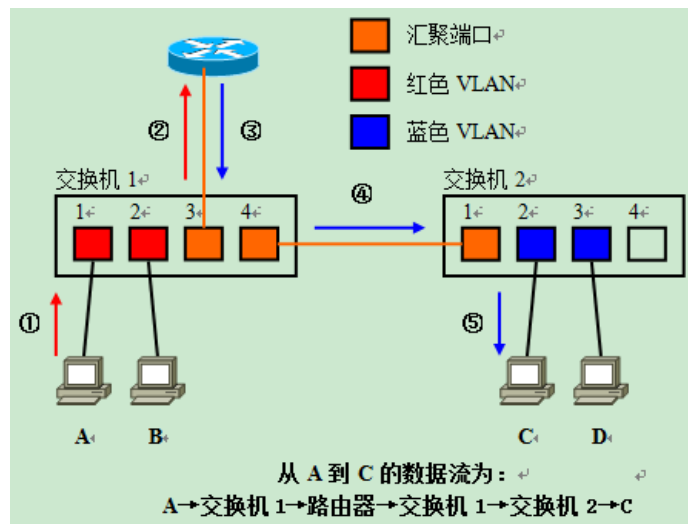 汇聚端口
红色 VLAN
蓝色 VLAN
② ③
交换机 1
④
交换机 2
1 2 3 4
1 2 3 4
①
⑤
A B
C D
从 A 到 C 的数据流为：
A→交换机 1→路由器→交换机 1→交换机 2→C